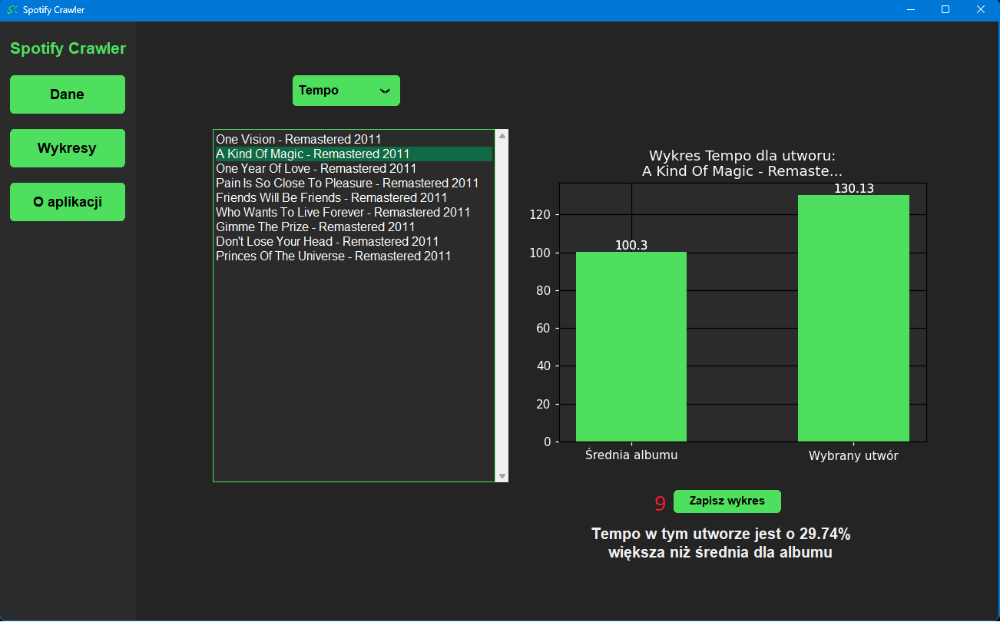 Spotify Crawler
Spotify Crawler
Dane
Wykresy
O aplikacji
Tempo
One Vision - Remastered 2011
A Kind Of Magic - Remastered 2011
One Year Of Love - Remastered 2011
Pain Is So Close To Pleasure - Remastered 2011
Friends Will Be Friends - Remastered 2011
Who Wants To Live Forever - Remastered 2011
Gimme The Prize - Remastered 2011
Don't Lose Your Head - Remastered 2011
Princes Of The Universe - Remastered 2011
Wykres Tempo dla utworu:
A Kind Of Magic - Remaste...
130.13
100.3
120
100
80
60
40
20
0
Średnia albumu
Wybrany utwór
9 Zapisz wykres
Tempo w tym utworze jest o 29.74%
większa niż średnia dla albumu